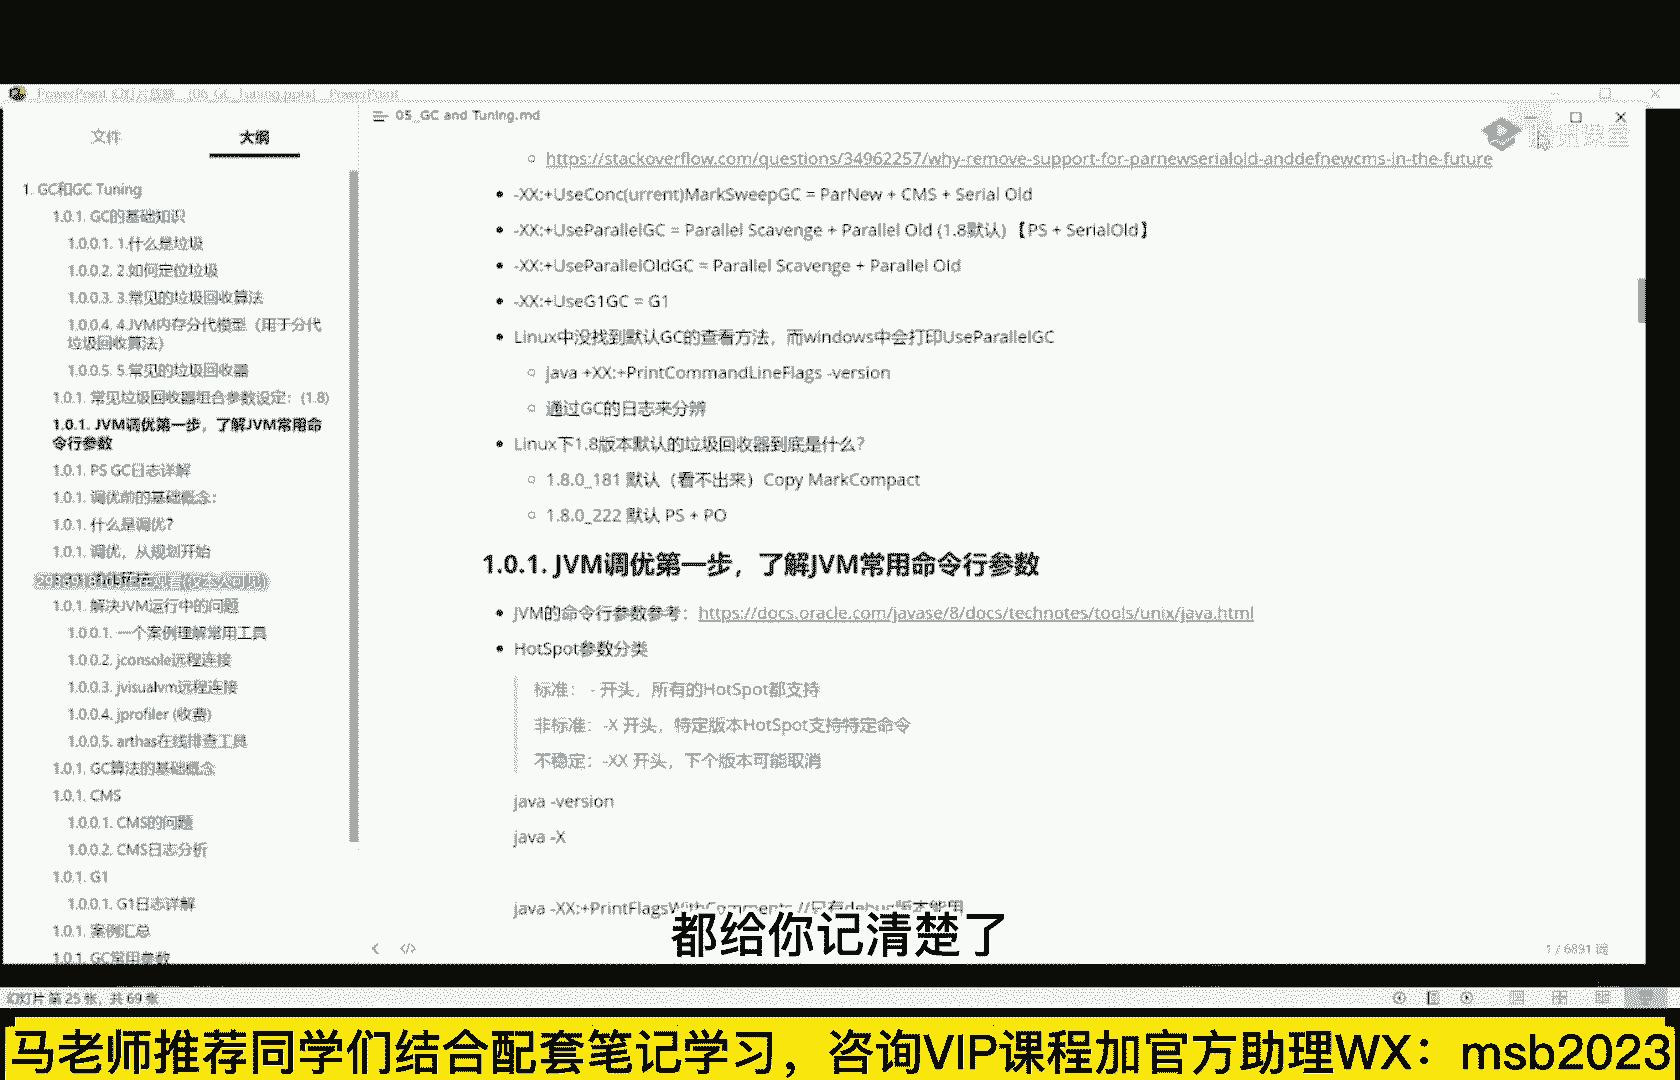 PowerPoint 幻灯片放映 [06_GC_Tuning.pptx] - PowerPoint
文件
大纲
1. GC和GC Tuning
1.0.1. GC的基础知识
1.0.0.1. 1.什么是垃圾
1.0.0.2. 2.如何定位垃圾
1.0.0.3. 3.常见的垃圾回收算法
1.0.0.4. 4.JVM内存分代模型（用于分代
垃圾回收算法）
1.0.0.5. 5.常见的垃圾回收器
1.0.1. 常见垃圾回收器组合参数设定：(1.8)
1.0.1. JVM调优第一步，了解JVM常用命
令行参数
1.0.1. PS GC日志详解
1.0.1. 调优前的基础概念：
1.0.1. 什么是调优？
1.0.1. 调优，从规划开始
1.0.1. 解决JVM运行中的问题
1.0.0.1. 一个案例理解常用工具
1.0.0.2. jconsole远程连接
1.0.0.3. jvisualvm远程连接
1.0.0.4. jprofiler (收费)
1.0.0.5. arthas在线排查工具
1.0.1. GC算法的基础概念
1.0.1. CMS
1.0.0.1. CMS的问题
1.0.0.2. CMS日志分析
1.0.1. G1
1.0.0.1. G1日志详解
1.0.1. 案例汇总
1.0.1. GC常用参数
05_GC and Tuning.md
腾讯课堂
https://stackoverflow.com/questions/34962257/why-remove-support-for-parnewserialold-anddefnewcms-in-the-future
-XX:+UseConc(urrent)MarkSweepGC = ParNew + CMS + Serial Old
-XX:+UseParallelGC = Parallel Scavenge + Parallel Old (1.8默认) 【PS + SerialOld】
-XX:+UseParallelOldGC = Parallel Scavenge + Parallel Old
-XX:+UseG1GC = G1
Linux中没找到默认GC的查看方法，而windows中会打印UseParallelGC
java +XX:+PrintCommandLineFlags -version
通过GC的日志来分辨
Linux下1.8版本默认的垃圾回收器到底是什么？
1.8.0_181 默认（看不出来）Copy MarkCompact
1.8.0_222 默认 PS + PO
1.0.1. JVM调优第一步，了解JVM常用命令行参数
JVM的命令行参数参考：https://docs.oracle.com/javase/8/docs/technotes/tools/unix/java.html
HotSpot参数分类
标准： - 开头，所有的HotSpot都支持
非标准：-X 开头，特定版本HotSpot支持特定命令
不稳定：-XX 开头，下个版本可能取消
java -version
java -X
java -XX:+PrintFlagsWithComments //只有debug版本能用
都给你记清楚了
1 / 6891 词
幻灯片 第 25 张，共 69 张
马老师推荐同学们结合配套笔记学习，咨询VIP课程加官方助理WX：msb2023